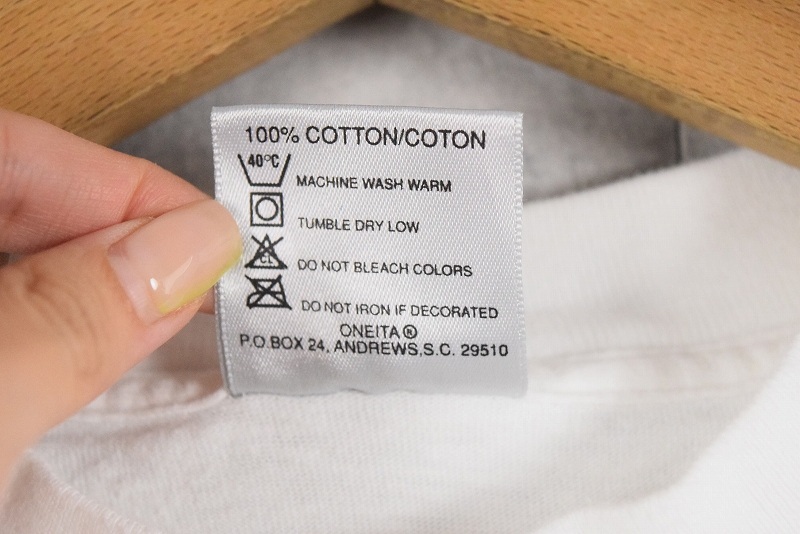 100% COTTON/COTON
40°C
MACHINE WASH WARM
TUMBLE DRY LOW
CL
DO NOT BLEACH COLORS
DO NOT IRON IF DECORATED
ONEITA®
P.O.BOX 24, ANDREWS,S.C. 29510